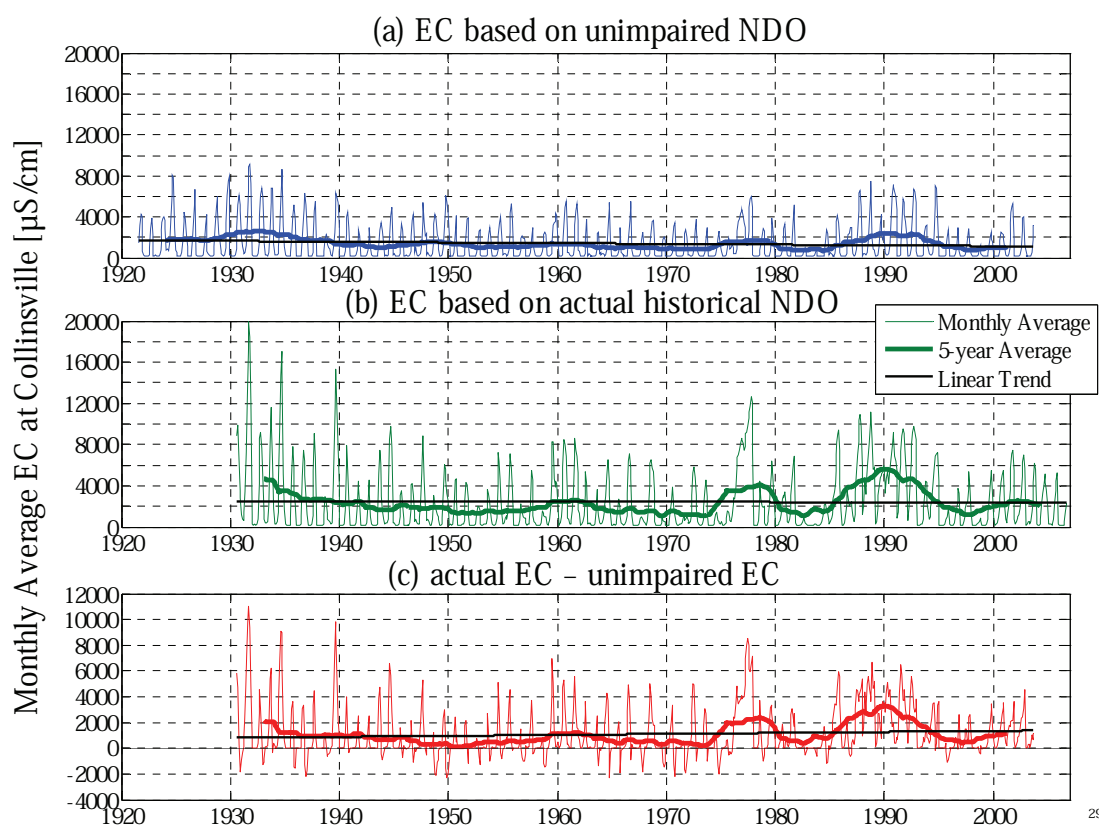 Monthly Average EC at Collinsville [µS/cm]
(a) EC based on unimpaired NDO
20000
16000
12000
8000
4000
0
1920 1930 1940 1950 1960 1970 1980 1990 2000
(b) EC based on actual historical NDO
20000
16000
12000
8000
4000
0
Monthly Average
5-year Average
Linear Trend
1920 1930 1940 1950 1960 1970 1980 1990 2000
(c) actual EC – unimpaired EC
12000
10000
8000
6000
4000
2000
0
-2000
-4000
1920 1930 1940 1950 1960 1970 1980 1990 2000